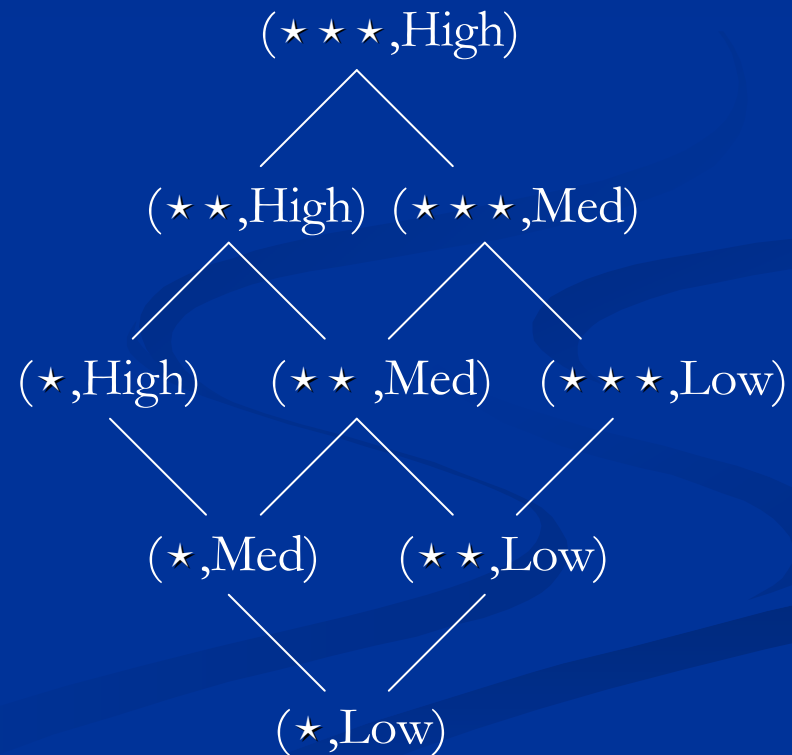 (★ ★ ★,High)
(★ ★,High) (★ ★ ★,Med)
(★,High) (★ ★ ,Med) (★ ★ ★,Low)
(★,Med) (★ ★,Low)
(★,Low)